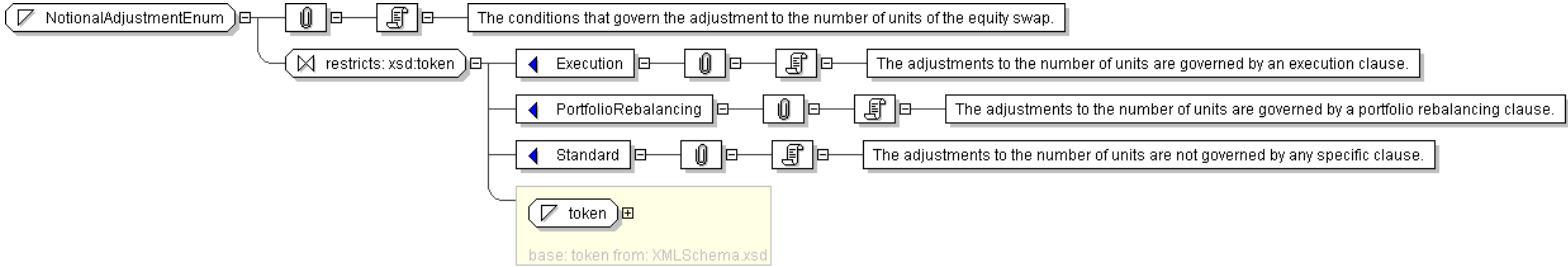 NotionalAdjustmentEnum
The conditions that govern the adjustment to the number of units of the equity swap.
restricts: xsd:token
Execution
The adjustments to the number of units are governed by an execution clause.
PortfolioRebalancing
The adjustments to the number of units are governed by a portfolio rebalancing clause.
Standard
The adjustments to the number of units are not governed by any specific clause.
token
base: token from: XMLSchema.xsd